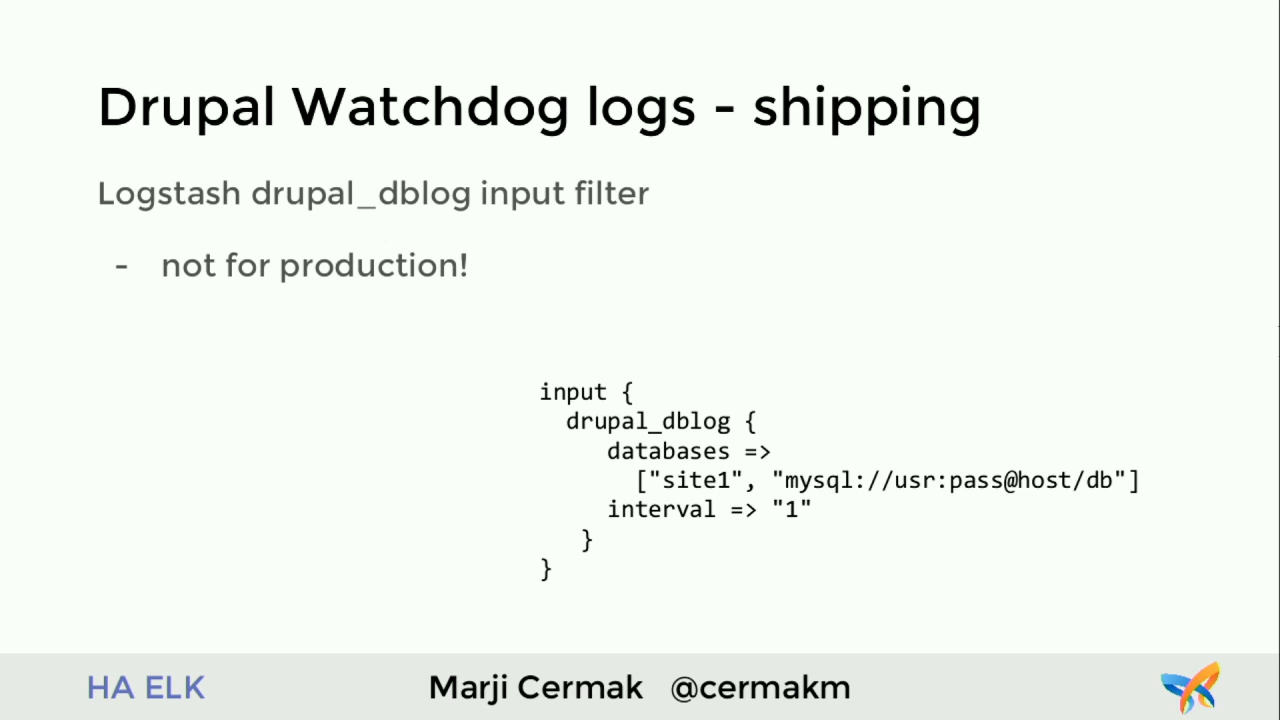 Drupal Watchdog logs - shipping
Logstash drupal_dblog input filter
- not for production!
input {
drupal_dblog {
databases =>
["site1", "mysql://usr:pass@host/db"]
interval => "1"
}
}
HA ELK
Marji Cermak @cermakm